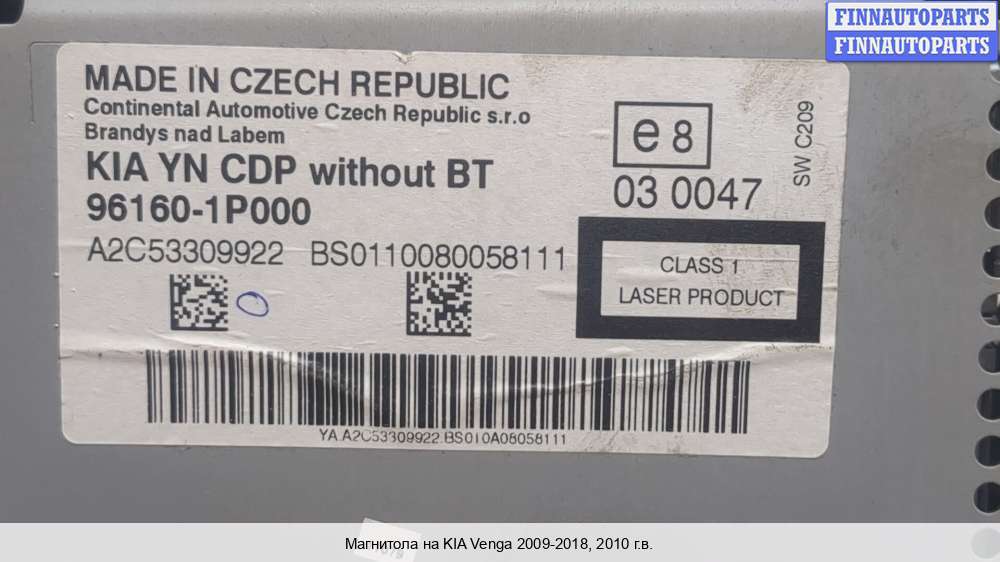 FINNAUTOPARTS
FINNAUTOPARTS
MADE IN CZECH REPUBLIC
Continental Automotive Czech Republic s.r.o
Brandys nad Labem
KIA YN CDP without BT
96160-1P000
A2C53309922 BS0110080058111
e8
03 0047
SW C209
CLASS 1
LASER PRODUCT
YA.A2C53309922.BS010A08058111
Магнитола на KIA Venga 2009-2018, 2010 г.в.